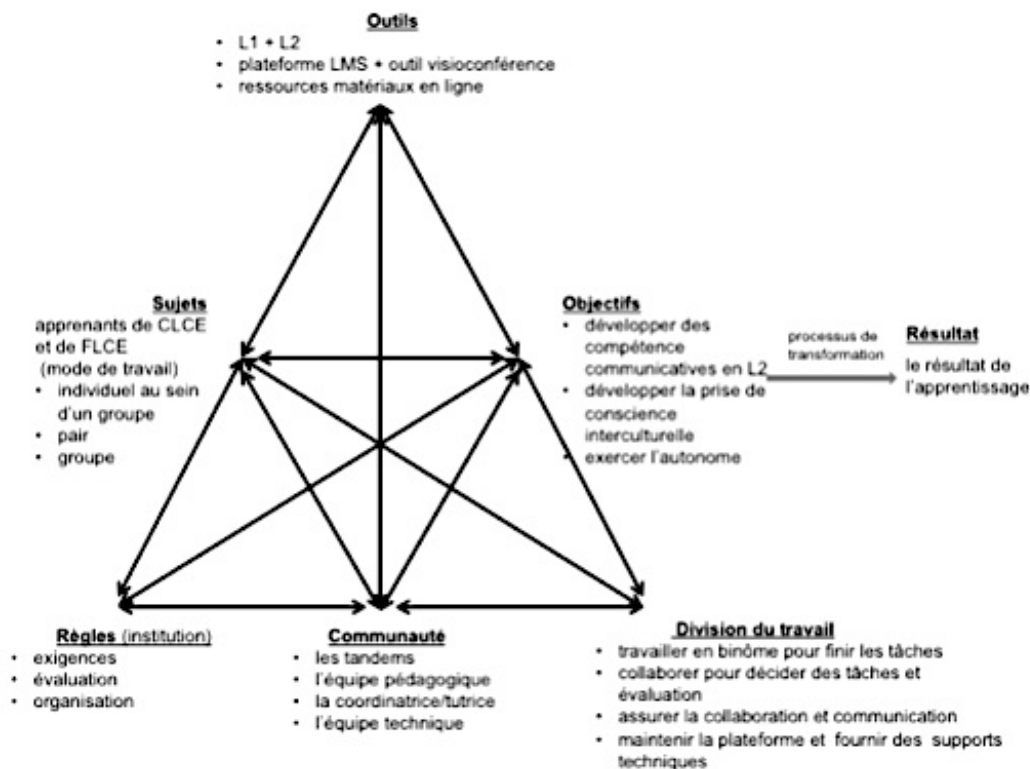 Outils
• L1 + L2
• plateforme LMS + outil visioconférence
• ressources matériaux en ligne
Sujets
apprenants de CLCE
et de FLCE
(mode de travail)
• individuel au sein
d'un groupe
• pair
• groupe
Objectifs
• développer des
compétence
communicatives en L2
• développer la prise de
conscience
interculturelle
• exercer l'autonome
processus de
transformation
Résultat
le résultat de
l'apprentissage
Règles (institution)
• exigences
• évaluation
• organisation
Communauté
• les tandems
• l'équipe pédagogique
• la coordinatrice/tutrice
• l'équipe technique
Division du travail
• travailler en binôme pour finir les tâches
• collaborer pour décider des tâches et
évaluation
• assurer la collaboration et communication
• maintenir la plateforme et fournir des supports
techniques